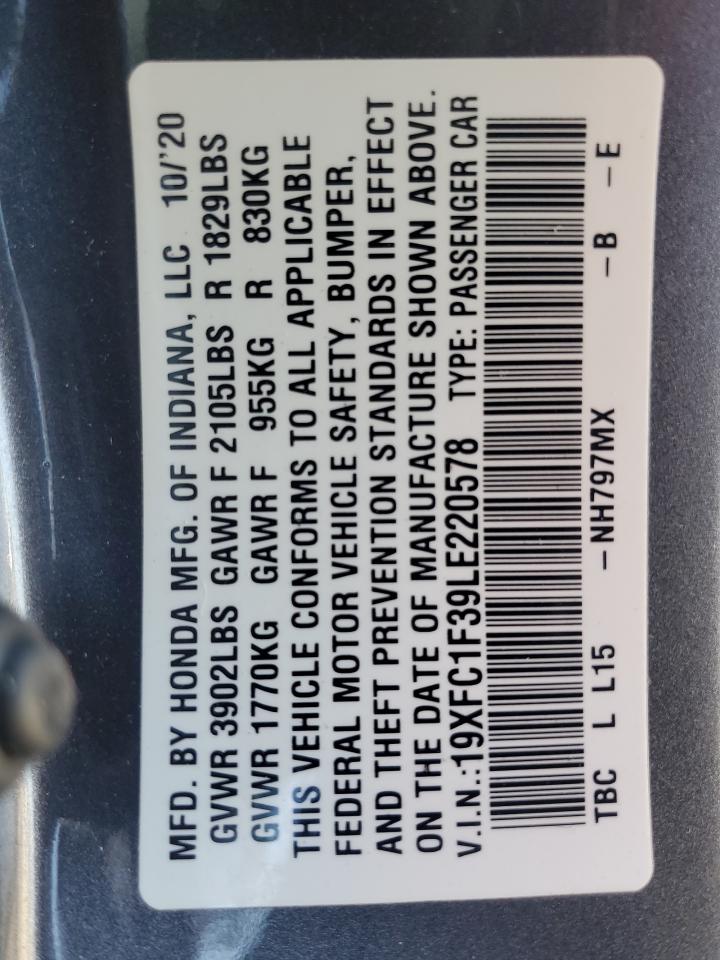 MFD. BY HONDA MFG. OF INDIANA, LLC 10/'20
GVWR 3902LBS GAWR F 2105LBS R 1829LBS
GVWR 1770KG GAWR F 955KG R 830KG
THIS VEHICLE CONFORMS TO ALL APPLICABLE
FEDERAL MOTOR VEHICLE SAFETY, BUMPER,
AND THEFT PREVENTION STANDARDS IN EFFECT
ON THE DATE OF MANUFACTURE SHOWN ABOVE.
V.I.N.:19XFC1F39LE220578 TYPE: PASSENGER CAR
TBC L L15 -NH797MX -B -E